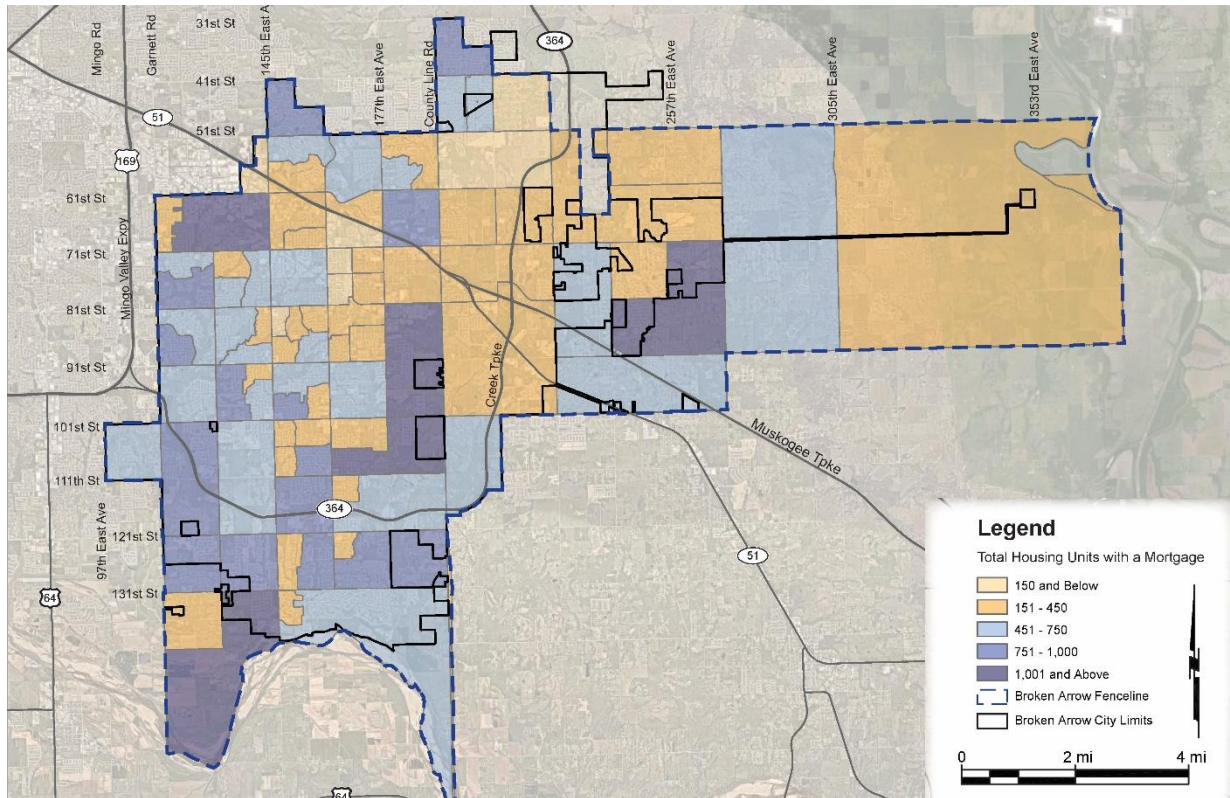 31st St
41st St
51st St
61st St
71st St
81st St
91st St
101st St
111th St
121st St
131st St
Mingo Rd
Garnett Rd
145th East A
177th East Ave
County Line Rd
257th East Ave
305th East Ave
353rd East Ave
97th East Ave
Mingo Valley Expy
Creek Tpke
Muskogee Tpke
364
51
169
364
51
64
64
Legend
Total Housing Units with a Mortgage
150 and Below
151 - 450
451 - 750
751 - 1,000
1,001 and Above
Broken Arrow Fenceline
Broken Arrow City Limits
0 2 mi 4 mi